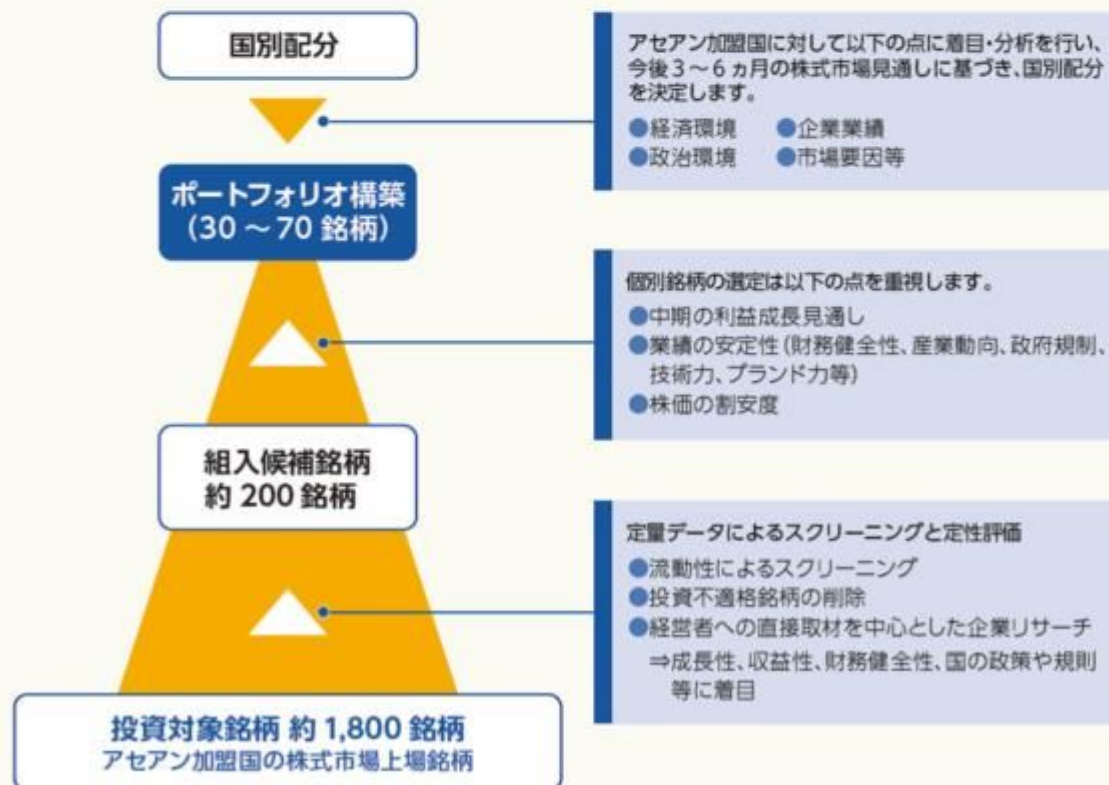 国別配分
アセアン加盟国に対して以下の点に着目・分析を行い、
今後3～6ヵ月の株式市場見通しに基づき、国別配分
を決定します。
●経済環境 ●企業業績
●政治環境 ●市場要因等
ポートフォリオ構築
(30～70銘柄)
個別銘柄の選定は以下の点を重視します。
●中期の利益成長見通し
●業績の安定性(財務健全性、産業動向、政府規制、
技術力、ブランド力等)
●株価の割安度
組入候補銘柄
約200銘柄
定量データによるスクリーニングと定性評価
●流動性によるスクリーニング
●投資不適格銘柄の削除
●経営者への直接取材を中心とした企業リサーチ
⇒成長性、収益性、財務健全性、国の政策や規則
等に着目
投資対象銘柄 約1,800銘柄
アセアン加盟国の株式市場上場銘柄